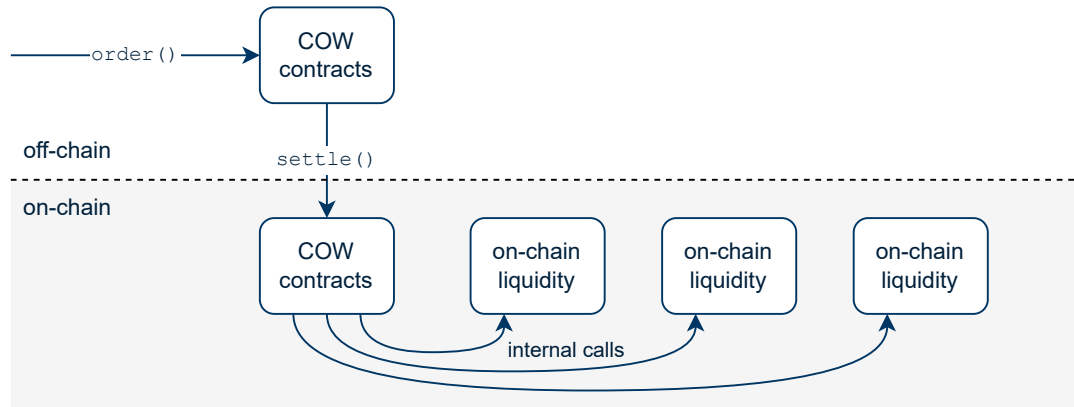 COW
contracts
order()
off-chain
settle()
on-chain
COW
contracts
on-chain
liquidity
on-chain
liquidity
on-chain
liquidity
internal calls